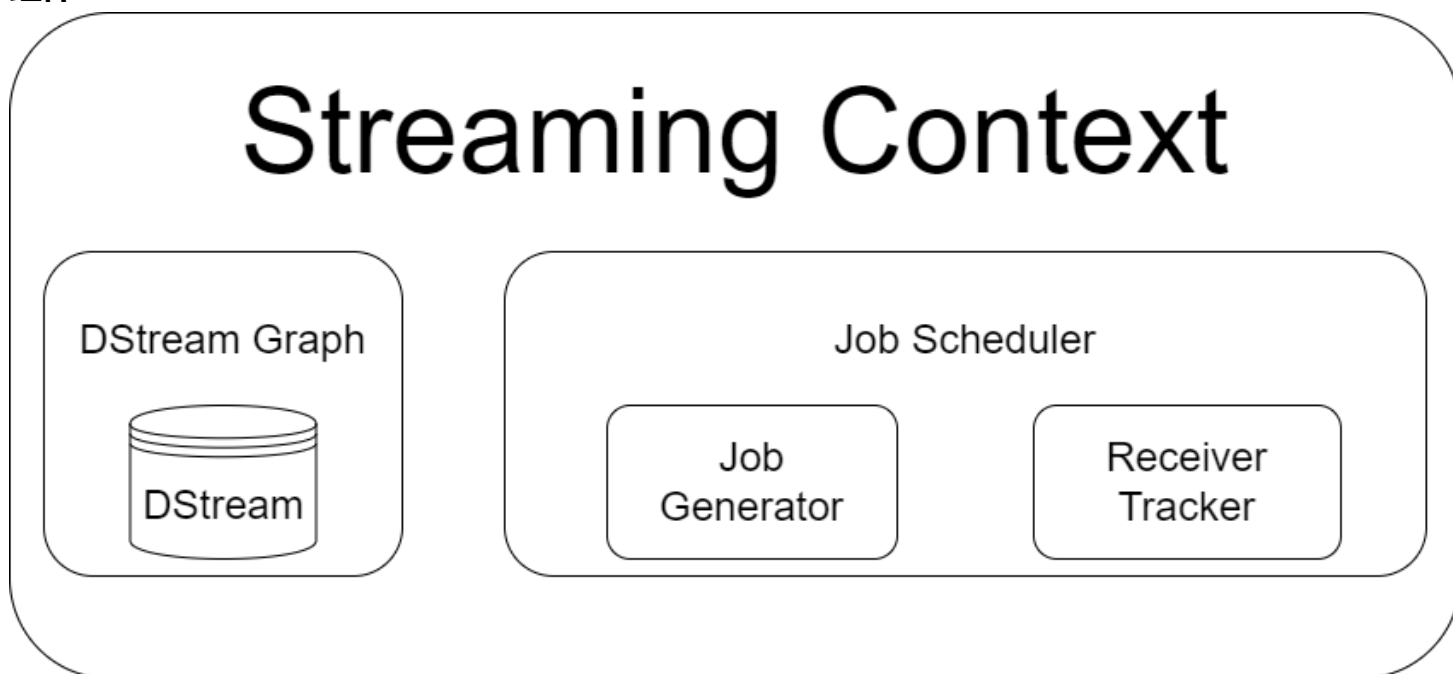 Streaming Context
DStream Graph
DStream
Job Scheduler
Job
Generator
Receiver
Tracker